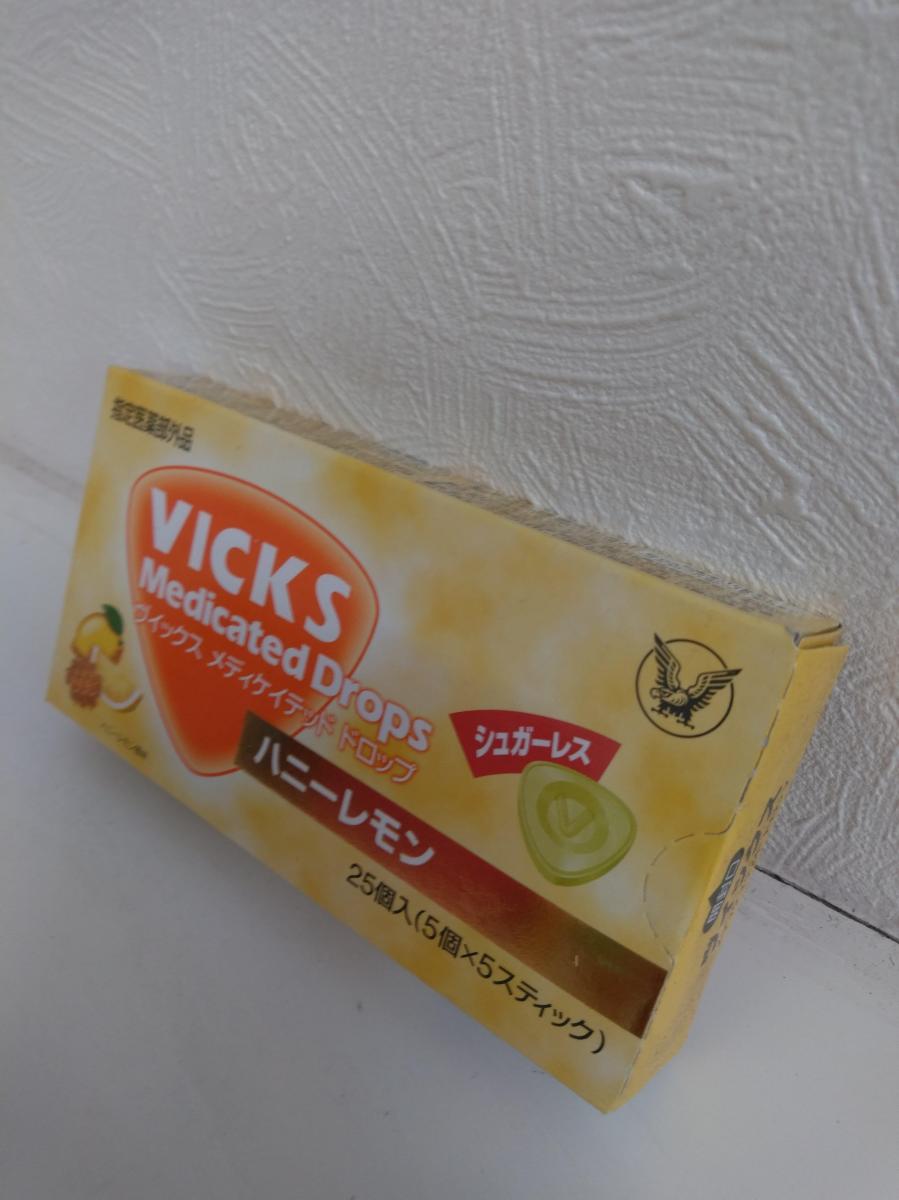 指定医薬部外品
VICKS
Medicated Drops
ヴイックス メディケイテッド ドロップ
シュガーレス
ハニーレモン
25個入(5個×5スティック)